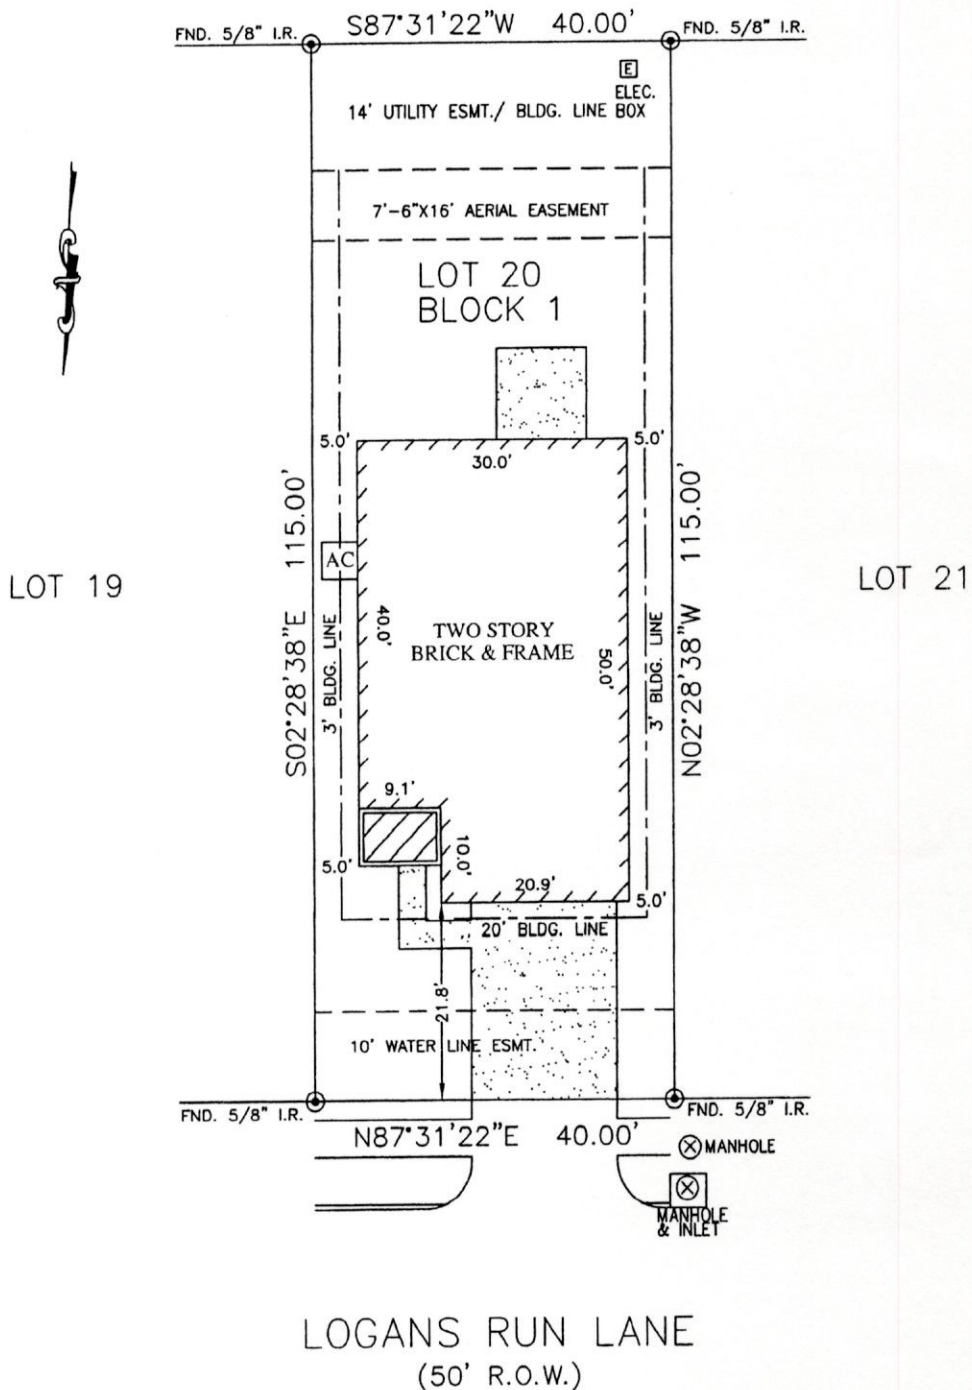 S87°31'22"W 40.00'
FND. 5/8" I.R.
FND. 5/8" I.R.
E
ELEC.
BOX
14' UTILITY ESMT./ BLDG. LINE
7'-6"X16' AERIAL EASEMENT
LOT 20
BLOCK 1
5.0'
5.0'
30.0'
S02°28'38"E 115.00'
N02°28'38"W 115.00'
AC
LOT 19
LOT 21
40.0'
TWO STORY
BRICK & FRAME
50.0'
3' BLDG. LINE
3' BLDG. LINE
9.1'
10.0'
5.0'
20.9'
5.0'
20' BLDG. LINE
21.8'
10' WATER LINE ESMT.
FND. 5/8" I.R.
FND. 5/8" I.R.
N87°31'22"E 40.00'
MANHOLE
MANHOLE
& INLET
LOGANS RUN LANE
(50' R.O.W.)